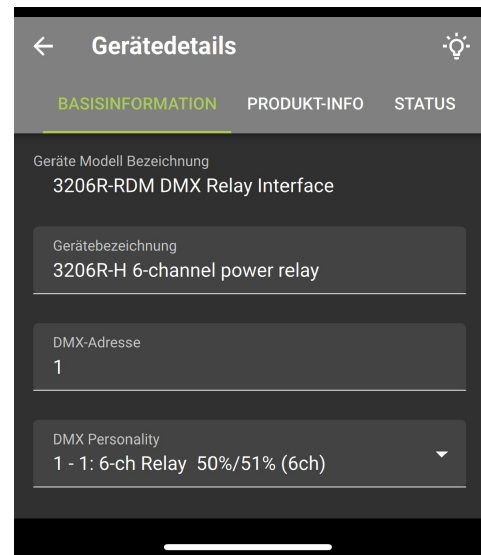 Gerätedetails
BASISINFORMATION PRODUKT-INFO STATUS
Geräte Modell Bezeichnung
3206R-RDM DMX Relay Interface
Gerätebezeichnung
3206R-H 6-channel power relay
DMX-Adresse
1
DMX Personality
1 - 1: 6-ch Relay  50%/51% (6ch)